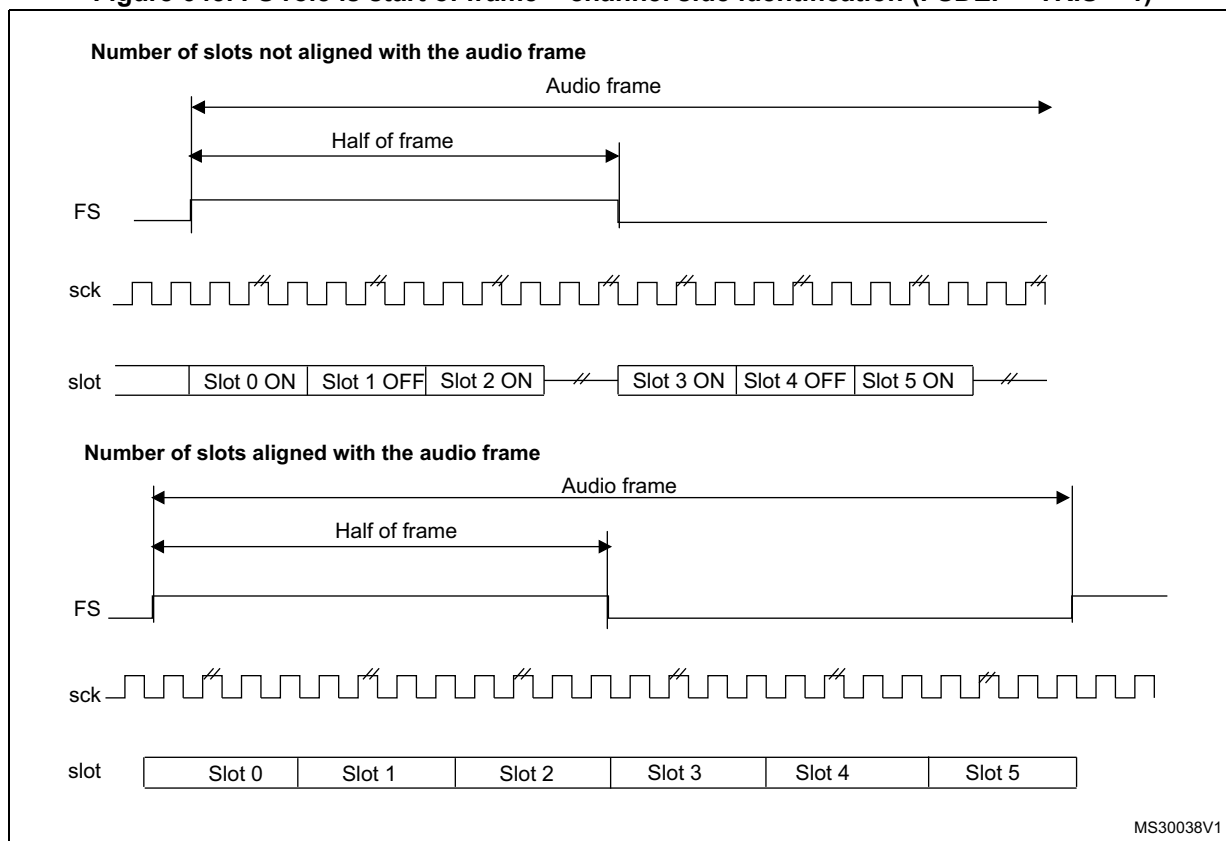 Number of slots not aligned with the audio frame
Audio frame
Half of frame
FS
sck
slot
Slot 0 ON
Slot 1 OFF
Slot 2 ON
Slot 3 ON
Slot 4 OFF
Slot 5 ON
Number of slots aligned with the audio frame
Audio frame
Half of frame
FS
sck
slot
Slot 0
Slot 1
Slot 2
Slot 3
Slot 4
Slot 5
MS30038V1